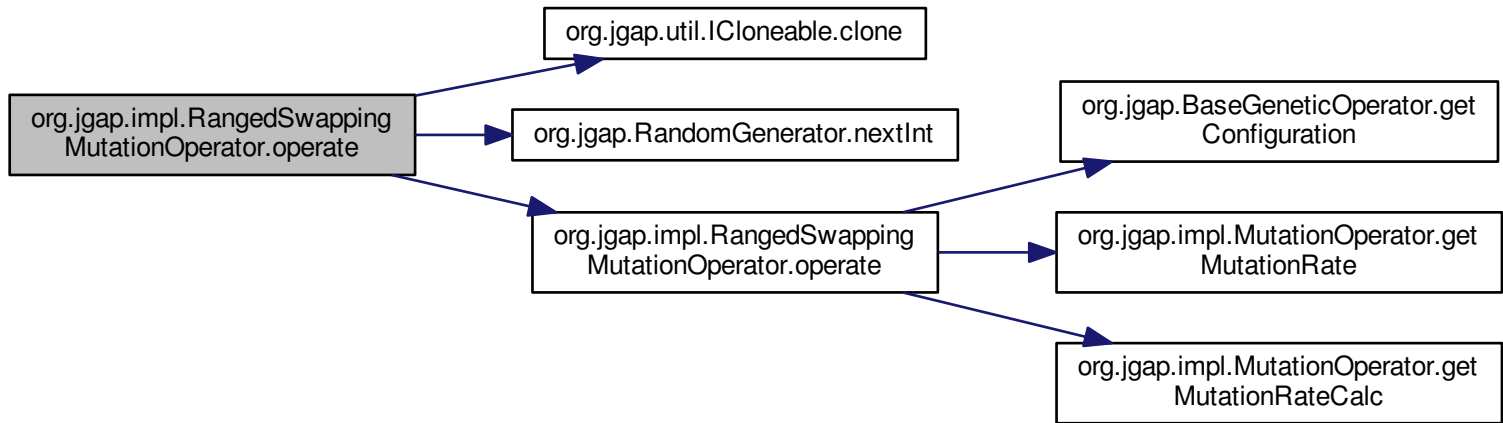 org.jgap.util.ICloneable.clone
org.jgap.impl.RangedSwapping
MutationOperator.operate
org.jgap.RandomGenerator.nextInt
org.jgap.impl.RangedSwapping
MutationOperator.operate
org.jgap.BaseGeneticOperator.get
Configuration
org.jgap.impl.MutationOperator.get
MutationRate
org.jgap.impl.MutationOperator.get
MutationRateCalc